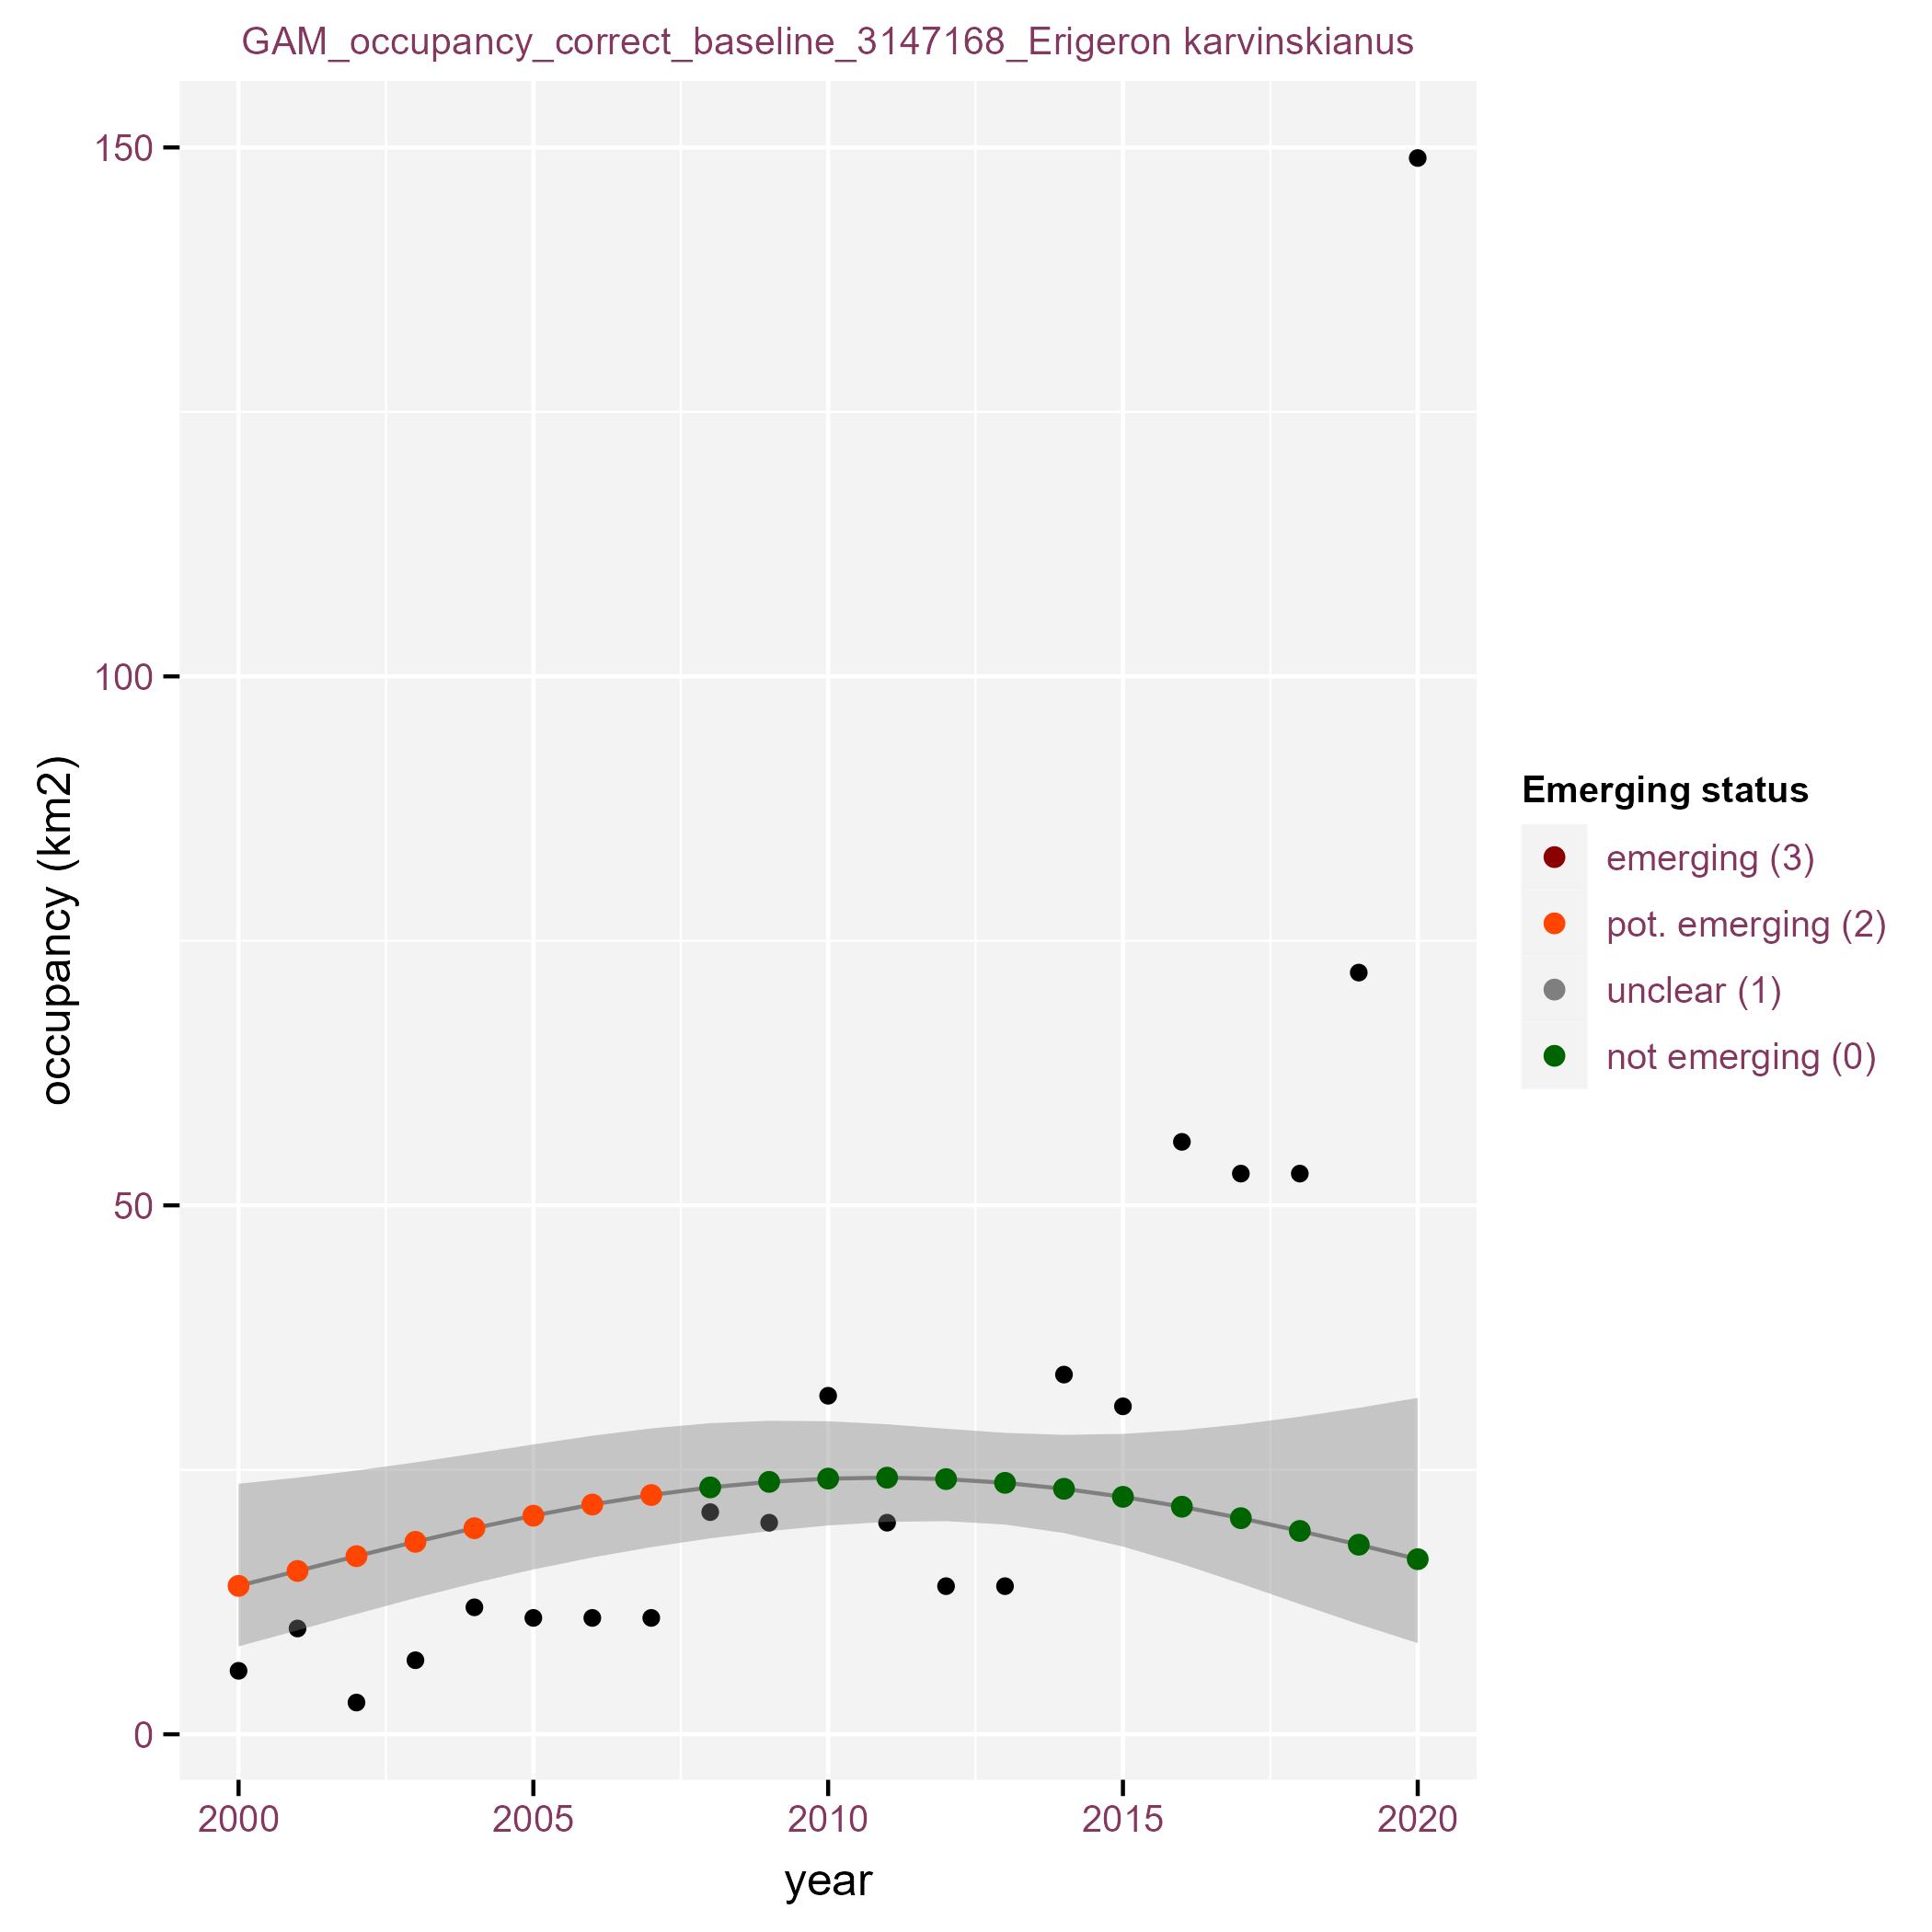 GAM_occupancy_correct_baseline_3147168_Erigeron karvinskianus
150
100
50
0
occupancy (km2)
2000 2005 2010 2015 2020
year
Emerging status
emerging (3)
pot. emerging (2)
unclear (1)
not emerging (0)